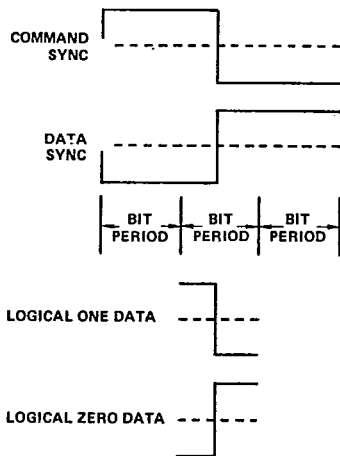 COMMAND
SYNC
DATA
SYNC
BIT
PERIOD
BIT
PERIOD
BIT
PERIOD
LOGICAL ONE DATA
LOGICAL ZERO DATA